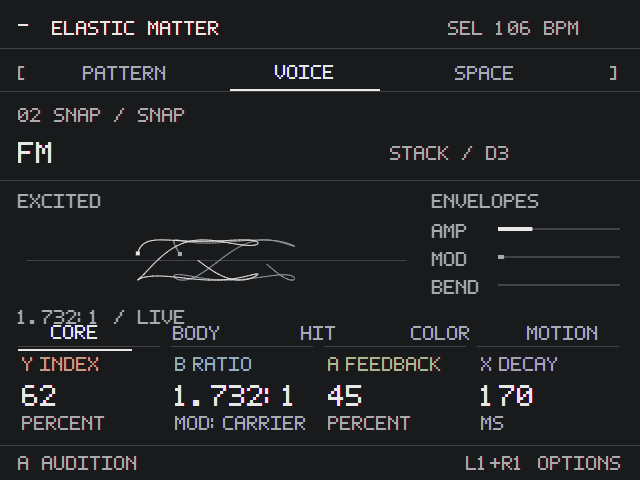 – ELASTIC MATTER SEL 106 BPM
[ PATTERN VOICE SPACE ]
02 SNAP / SNAP
FM STACK / D3
EXCITED ENVELOPES
AMP
MOD
BEND
1.732:1 / LIVE
CORE BODY HIT COLOR MOTION
Y INDEX B RATIO A FEEDBACK X DECAY
62 1.732:1 45 170
PERCENT MOD:CARRIER PERCENT MS
A AUDITION L1+R1 OPTIONS